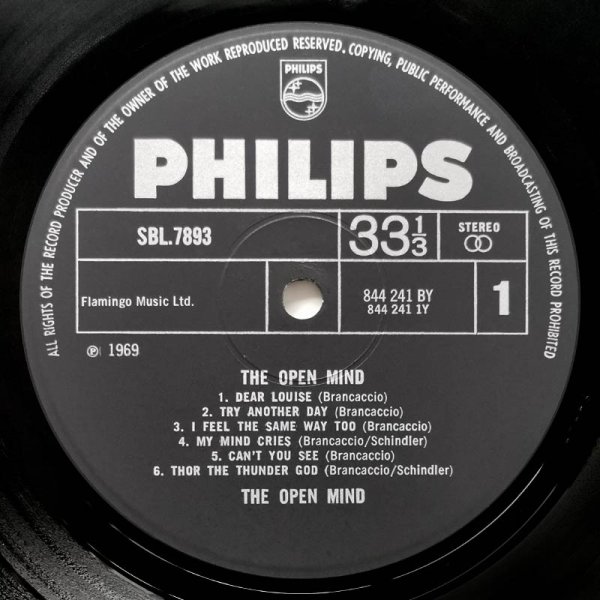 ALL RIGHTS OF THE RECORD PRODUCER AND OF THE OWNER OF THE WORK REPRODUCED RESERVED. COPYING, PUBLIC PERFORMANCE AND BROADCASTING OF THIS RECORD PROHIBITED
PHILIPS
PHILIPS
SBL.7893
33 1/3
STEREO
Flamingo Music Ltd.
844 241 BY
844 241 1Y
1
Ⓟ 1969
THE OPEN MIND
1. DEAR LOUISE (Brancaccio)
2. TRY ANOTHER DAY (Brancaccio)
3. I FEEL THE SAME WAY TOO (Brancaccio)
4. MY MIND CRIES (Brancaccio/Schindler)
5. CAN'T YOU SEE (Brancaccio)
6. THOR THE THUNDER GOD (Brancaccio/Schindler)
THE OPEN MIND